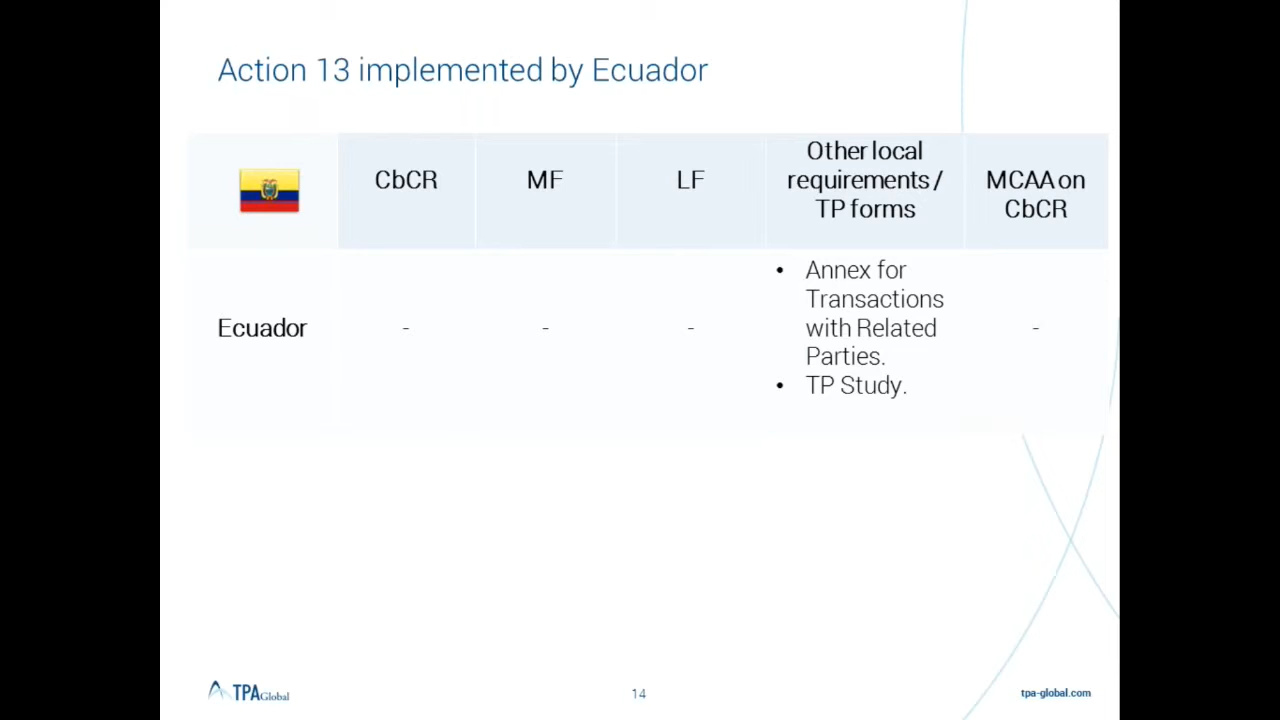 Action 13 implemented by Ecuador
CbCR
MF
LF
Other local
requirements /
TP forms
MCAA on
CbCR
Ecuador
-
-
-
• Annex for
Transactions
with Related
Parties.
• TP Study.
-
TPA Global
14
tpa-global.com